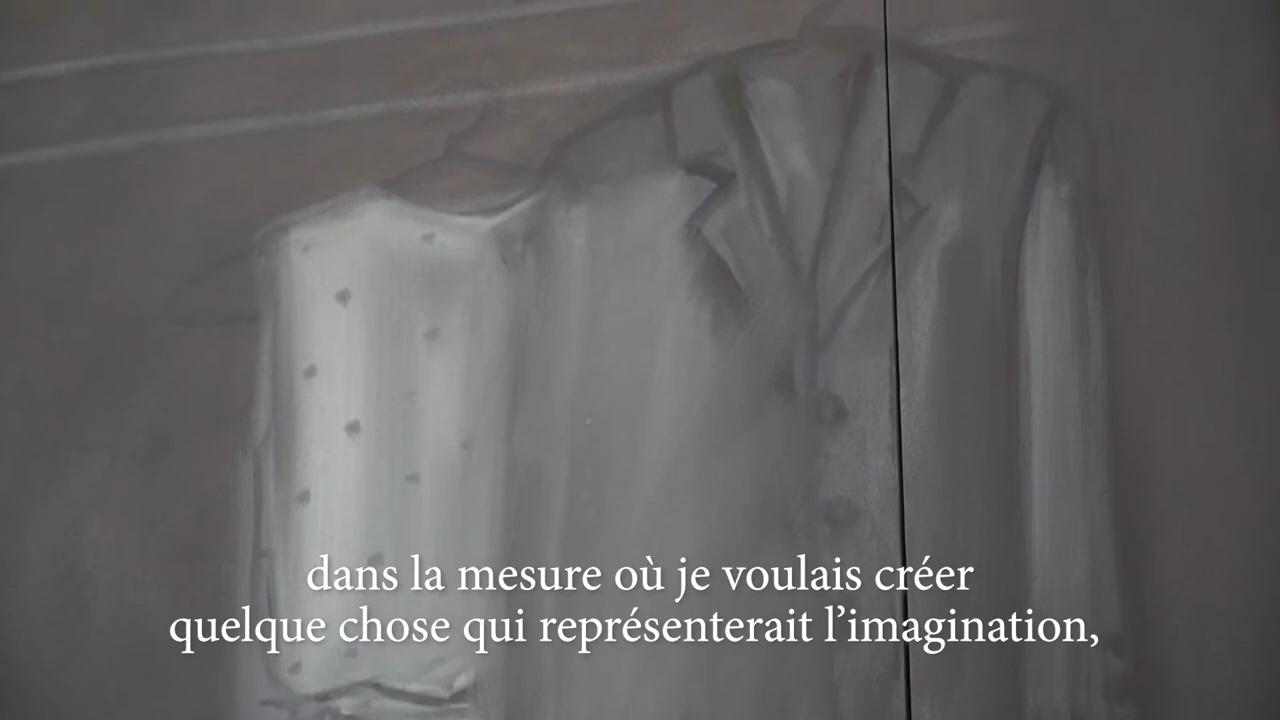 dans la mesure où je voulais créer
quelque chose qui représenterait l’imagination,